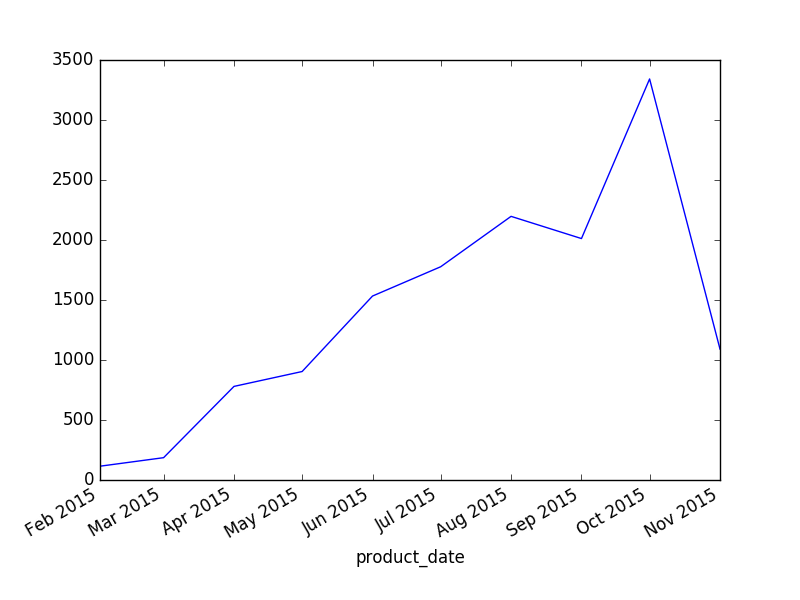 3500
3000
2500
2000
1500
1000
500
0
Feb 2015
Mar 2015
Apr 2015
May 2015
Jun 2015
Jul 2015
Aug 2015
Sep 2015
Oct 2015
Nov 2015
product_date